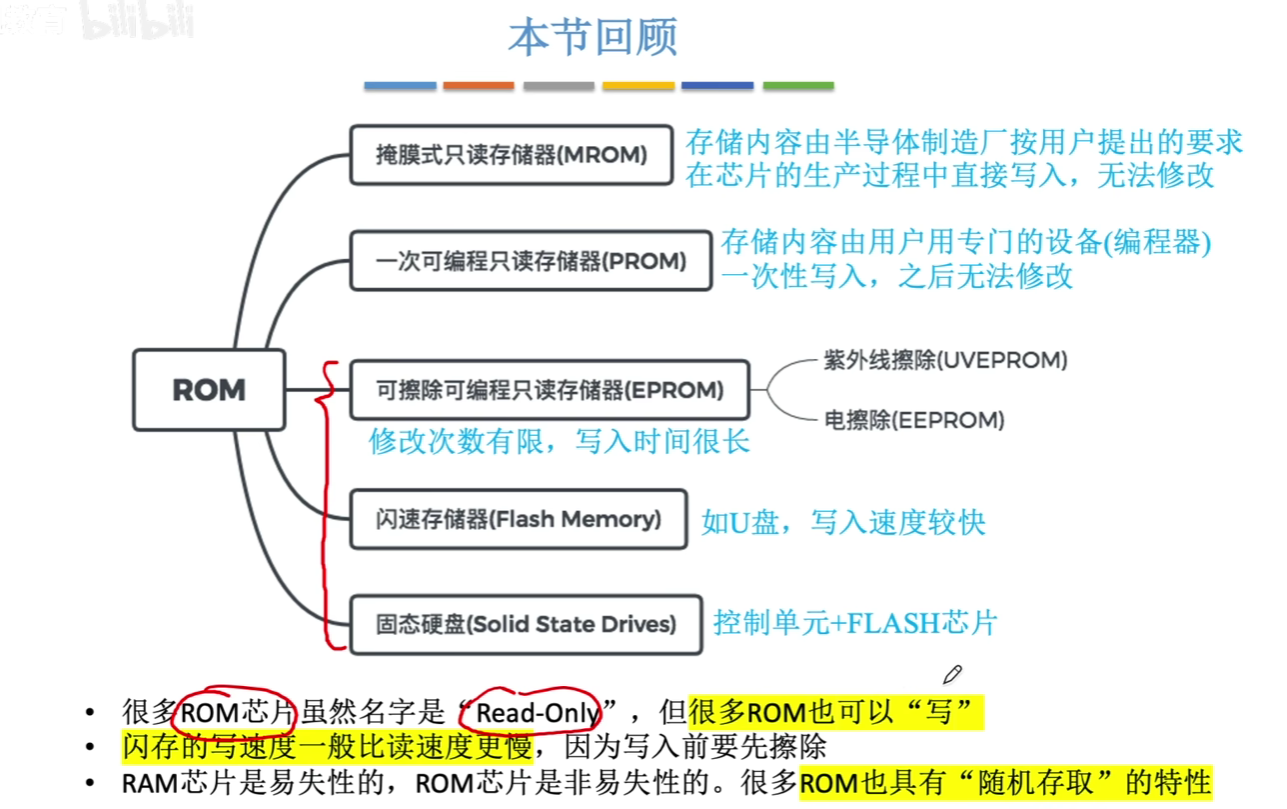 bilibili
本节回顾
掩膜式只读存储器(MROM)
存储内容由半导体制造厂按用户提出的要求
在芯片的生产过程中直接写入，无法修改
一次可编程只读存储器(PROM)
存储内容由用户用专门的设备(编程器)
一次性写入，之后无法修改
ROM
可擦除可编程只读存储器(EPROM)
紫外线擦除(UVEPROM)
电擦除(EEPROM)
修改次数有限，写入时间很长
闪速存储器(Flash Memory)
如U盘，写入速度较快
固态硬盘(Solid State Drives)
控制单元+FLASH芯片
• 很多ROM芯片虽然名字是“Read-Only”，但很多ROM也可以“写”
• 闪存的写速度一般比读速度更慢，因为写入前要先擦除
• RAM芯片是易失性的，ROM芯片是非易失性的。很多ROM也具有“随机存取”的特性